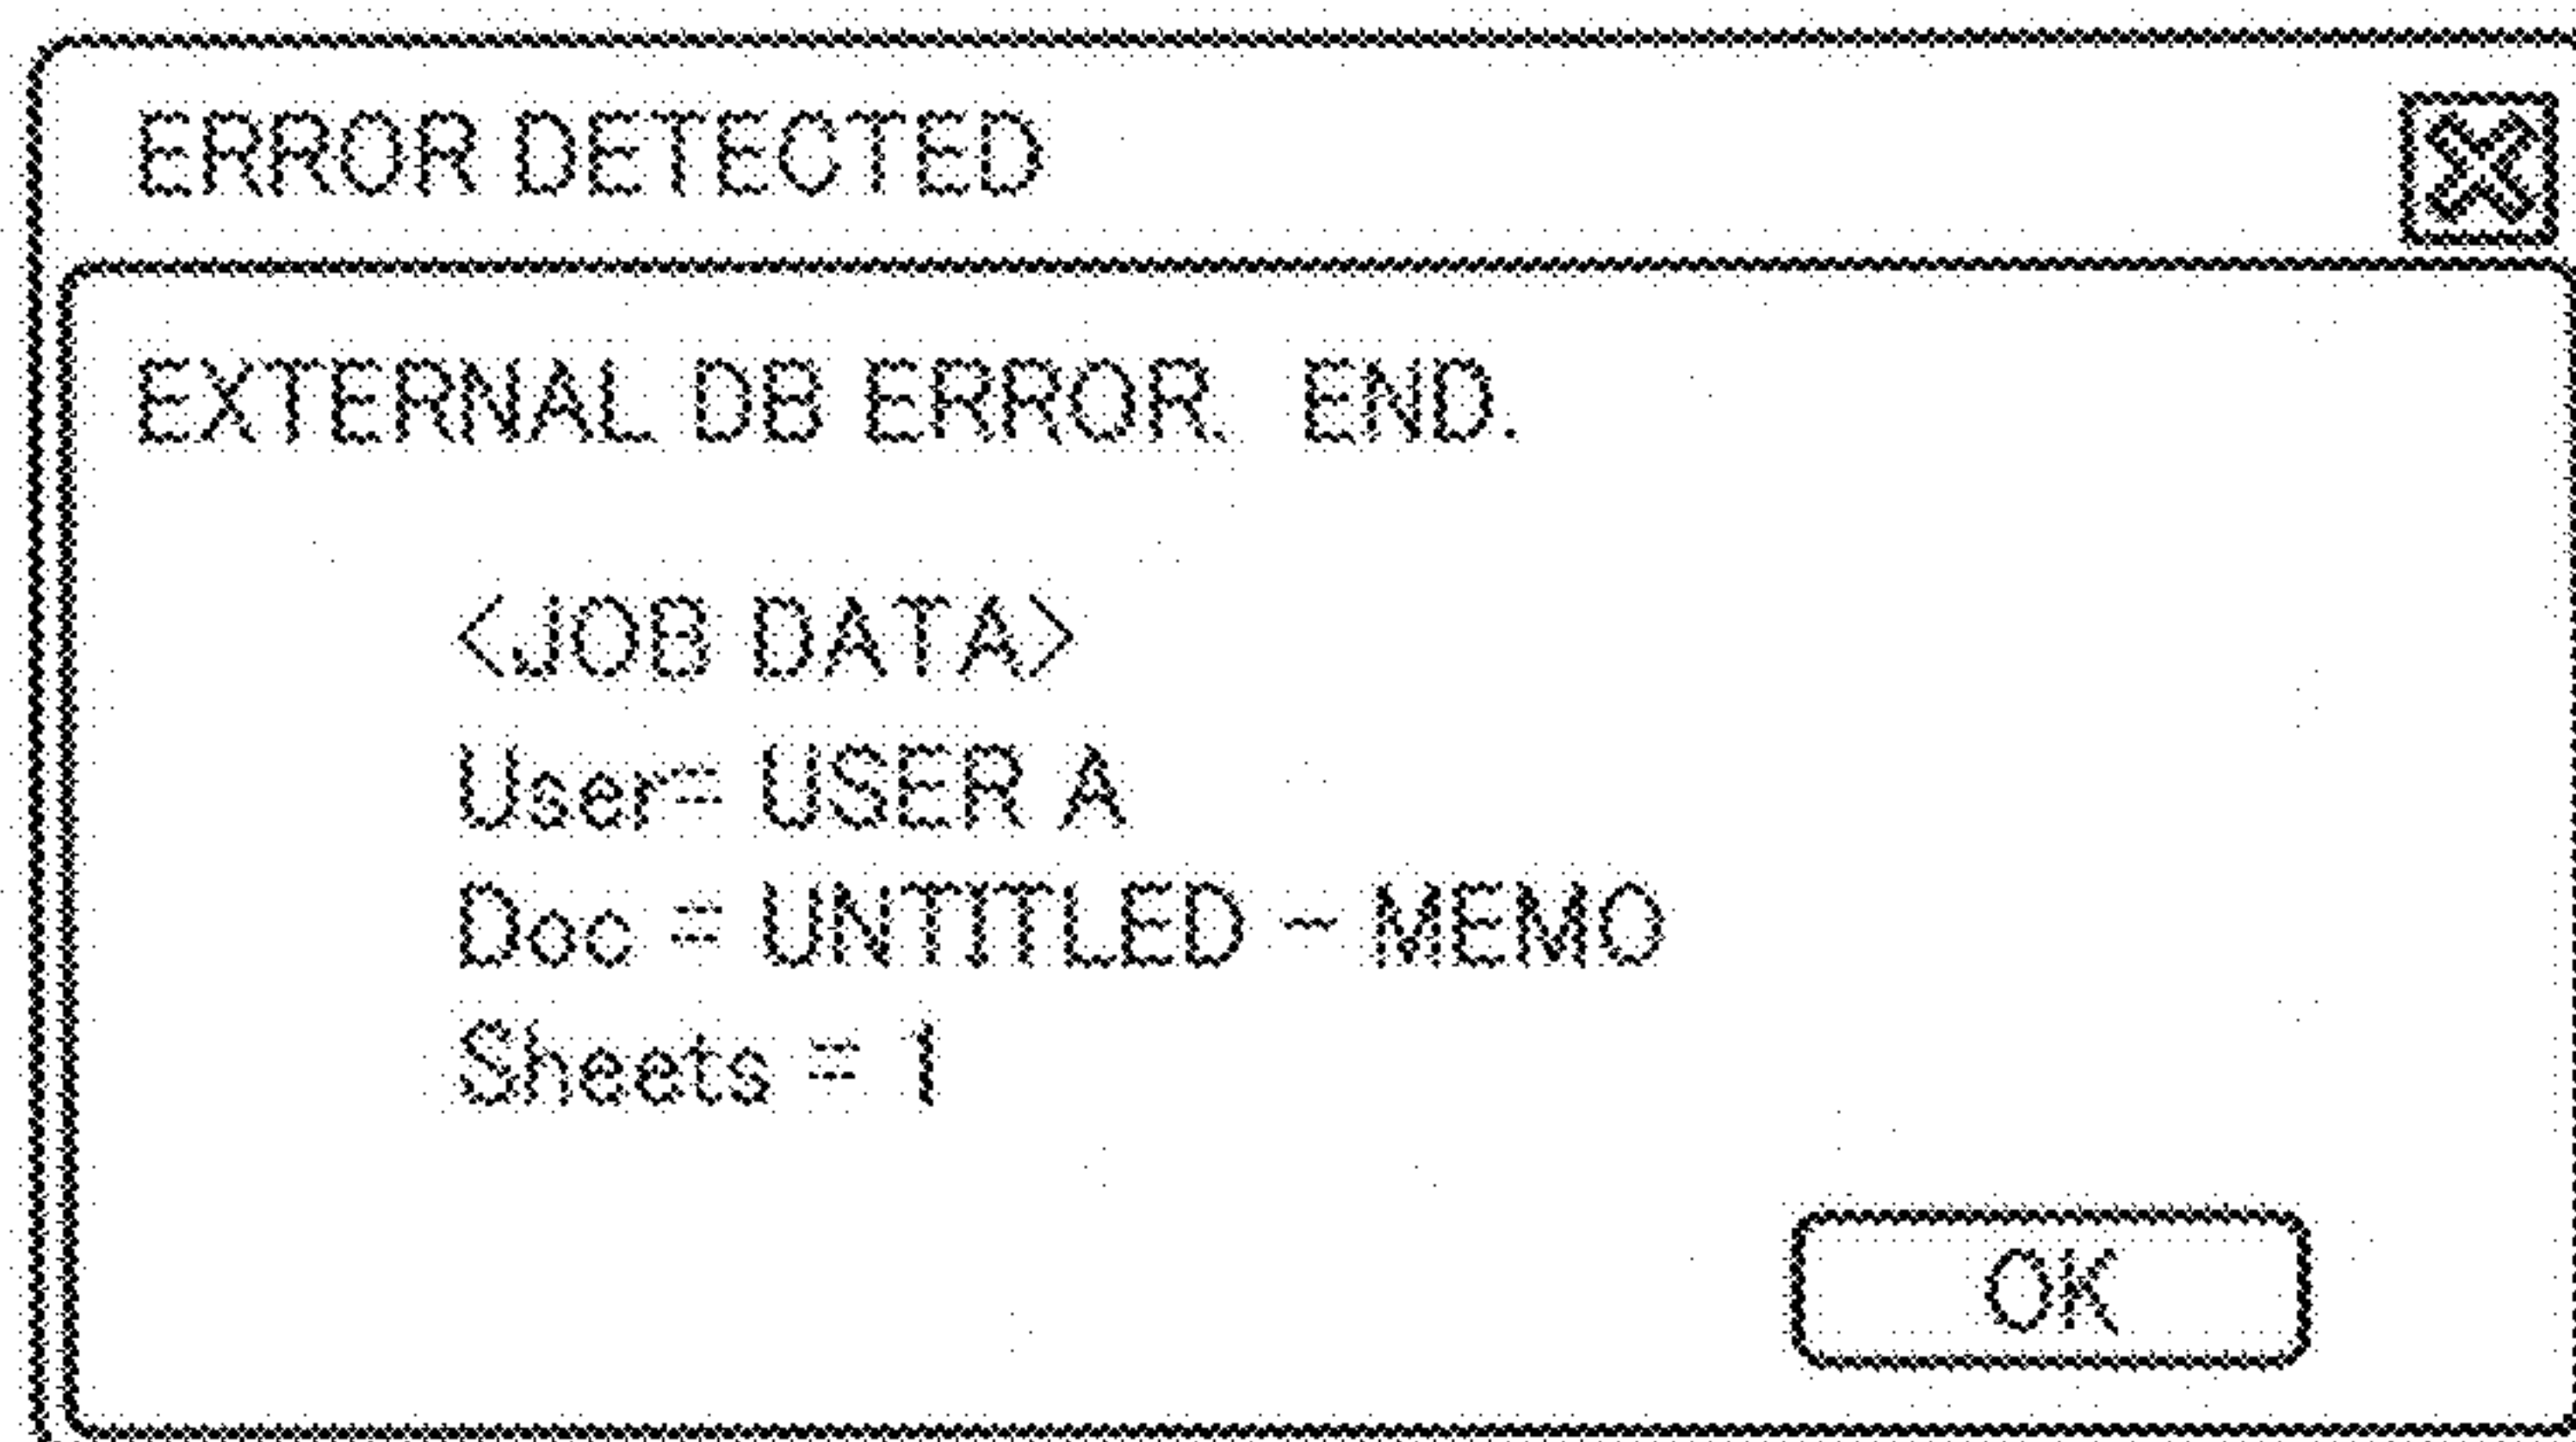 ERROR DETECTED
EXTERNAL DB ERROR. END.
<JOB DATA>
User= USER A
Doc = UNTITLED - MEMO
Sheets = 1
OK